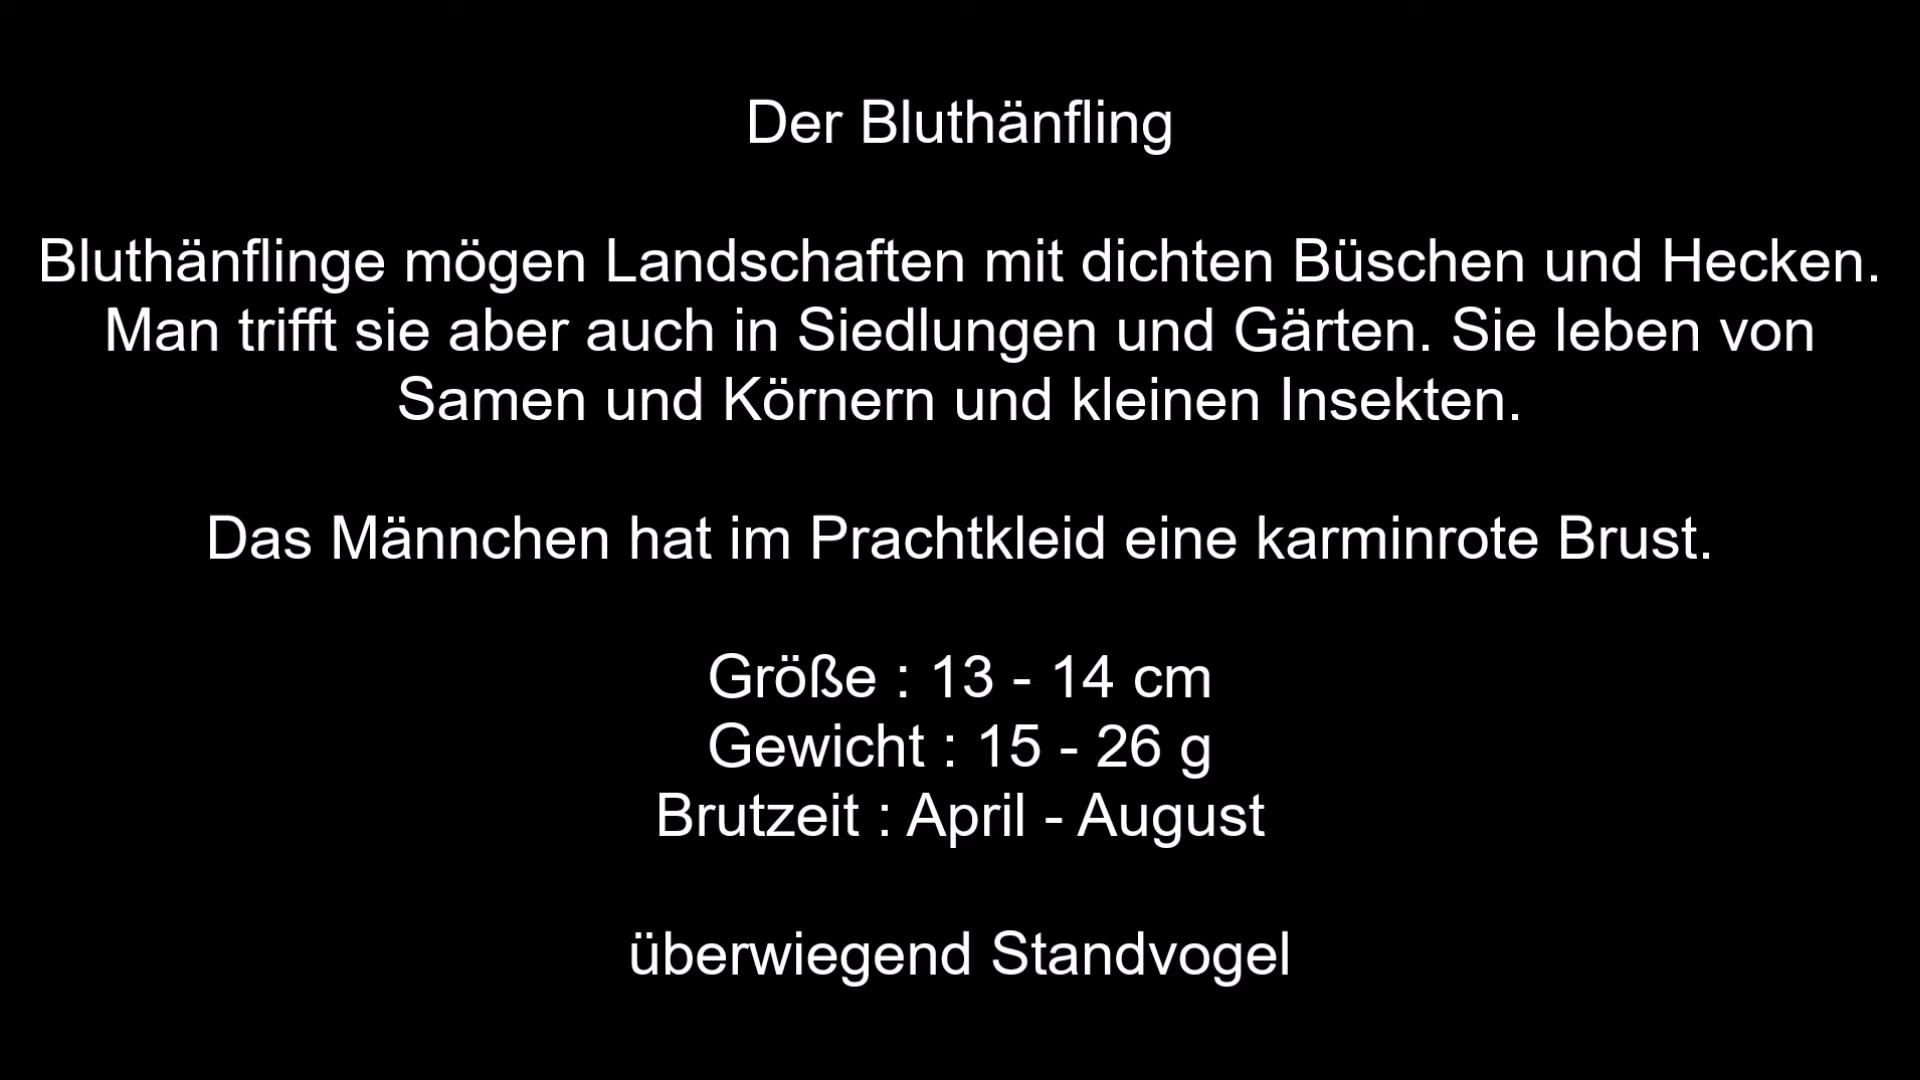 Der Bluthänfling
Bluthänflinge mögen Landschaften mit dichten Büschen und Hecken.
Man trifft sie aber auch in Siedlungen und Gärten. Sie leben von
Samen und Körnern und kleinen Insekten.
Das Männchen hat im Prachtkleid eine karminrote Brust.
Größe : 13 - 14 cm
Gewicht : 15 - 26 g
Brutzeit : April - August
überwiegend Standvogel